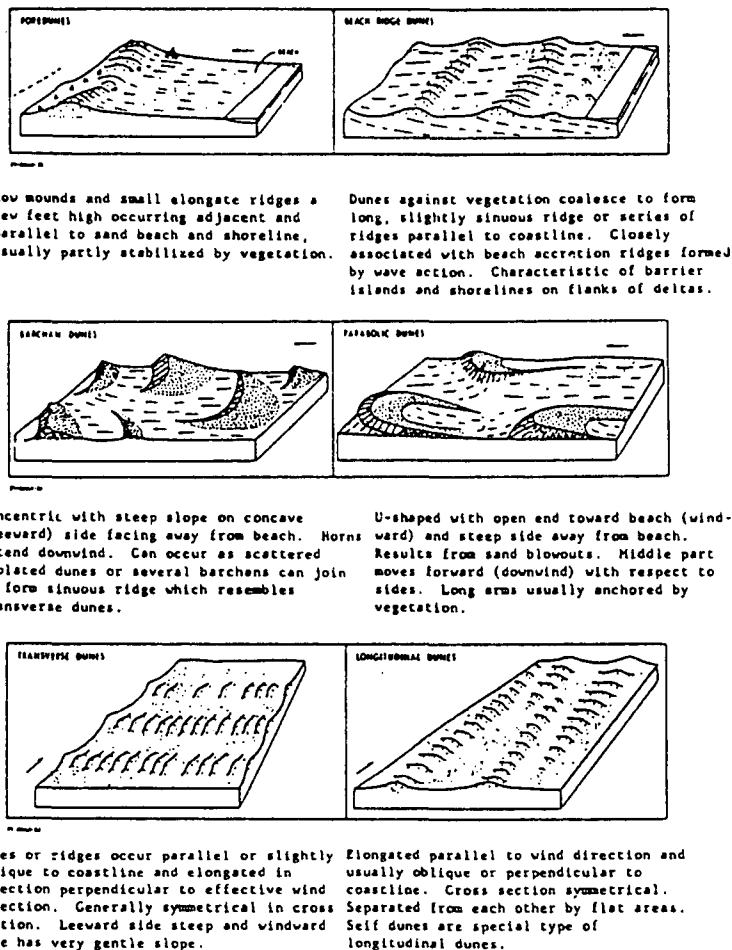 FOREDUNES
BEACH RIDGE DUNES
BEACH
ow mounds and small elongate ridges a
ew feet high occurring adjacent and
arallel to sand beach and shoreline,
sually partly stabilized by vegetation.
Dunes against vegetation coalesce to form
long, slightly sinuous ridge or series of
ridges parallel to coastline. Closely
associated with beach accretion ridges formed
by wave action. Characteristic of barrier
islands and shorelines on flanks of deltas.
BARCHAN DUNES
PARABOLIC DUNES
ncentric with steep slope on concave
eeward) side facing away from beach. Horns
tend downwind. Can occur as scattered
olated dunes or several barchans can join
form sinuous ridge which resembles
ansverse dunes.
U-shaped with open end toward beach (wind-
ward) and steep side away from beach.
Results from sand blowouts. Middle part
moves forward (downwind) with respect to
sides. Long arms usually anchored by
vegetation.
TRANSVERSE DUNES
LONGITUDINAL DUNES
es or ridges occur parallel or slightly
ique to coastline and elongated in
ection perpendicular to effective wind
ection. Generally symmetrical in cross
tion. Leeward side steep and windward
e has very gentle slope.
Elongated parallel to wind direction and
usually oblique or perpendicular to
coastline. Cross section symmetrical.
Separated from each other by flat areas.
Seif dunes are special type of
longitudinal dunes.